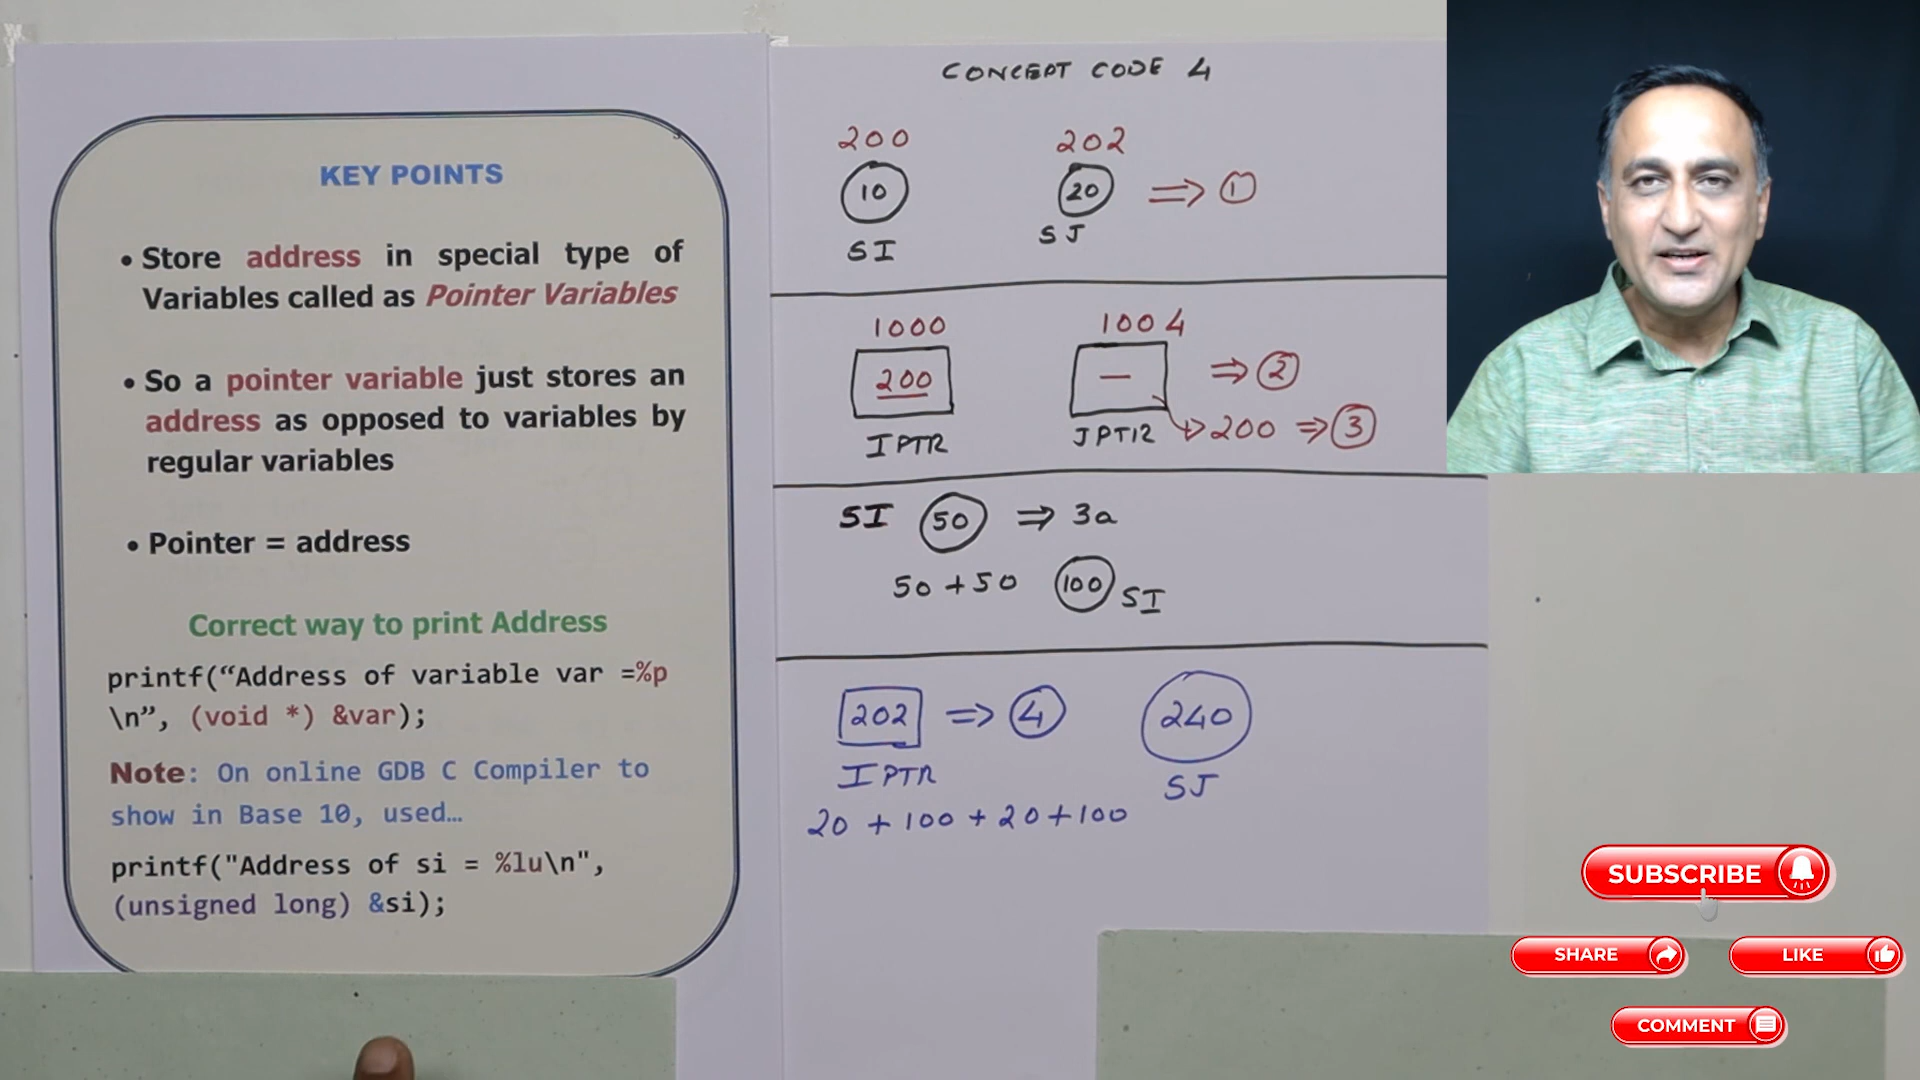 KEY POINTS
• Store address in special type of
Variables called as Pointer Variables
• So a pointer variable just stores an
address as opposed to variables by
regular variables
• Pointer = address
Correct way to print Address
printf(“Address of variable var =%p
\n”, (void *) &var);
Note: On online GDB C Compiler to
show in Base 10, used…
printf("Address of si = %lu\n",
(unsigned long) &si);
CONCEPT CODE 4
200 202
10 20 ⇒ 1
SI SJ
1000 1004
200 — ⇒ 2
IPTR JPTR → 200 ⇒ 3
SI 50 ⇒ 3a
50 + 50 100 SI
202 ⇒ 4 240
IPTR SJ
20 + 100 + 20 + 100
SUBSCRIBE
SHARE LIKE
COMMENT